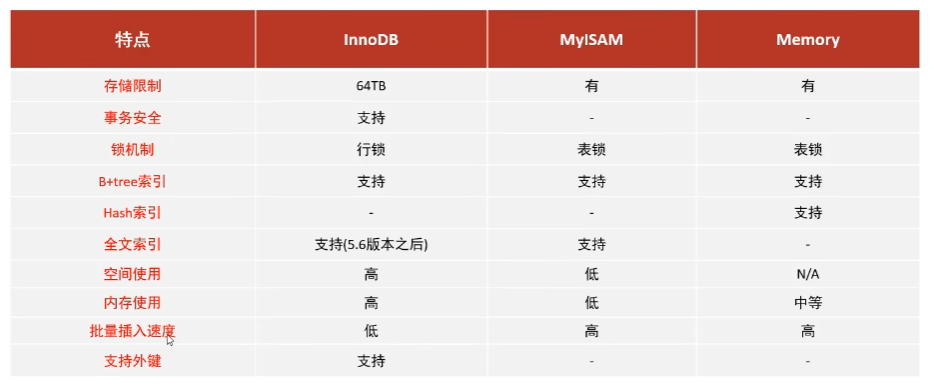 特点 InnoDB MyISAM Memory
存储限制 64TB 有 有
事务安全 支持 - -
锁机制 行锁 表锁 表锁
B+tree索引 支持 支持 支持
Hash索引 - - 支持
全文索引 支持(5.6版本之后) 支持 -
空间使用 高 低 N/A
内存使用 高 低 中等
批量插入速度 低 高 高
支持外键 支持 - -